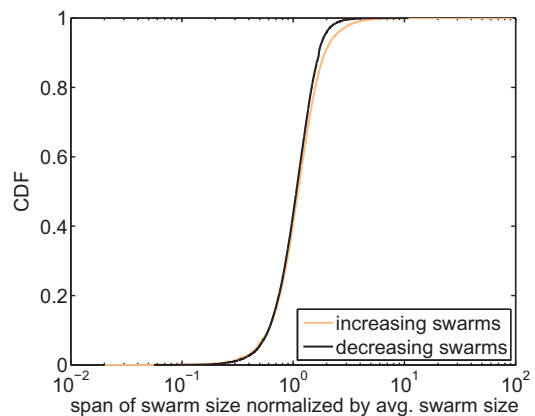 1
0.8
0.6
0.4
0.2
0
CDF
increasing swarms
decreasing swarms
10^-2 10^-1 10^0 10^1 10^2
span of swarm size normalized by avg. swarm size